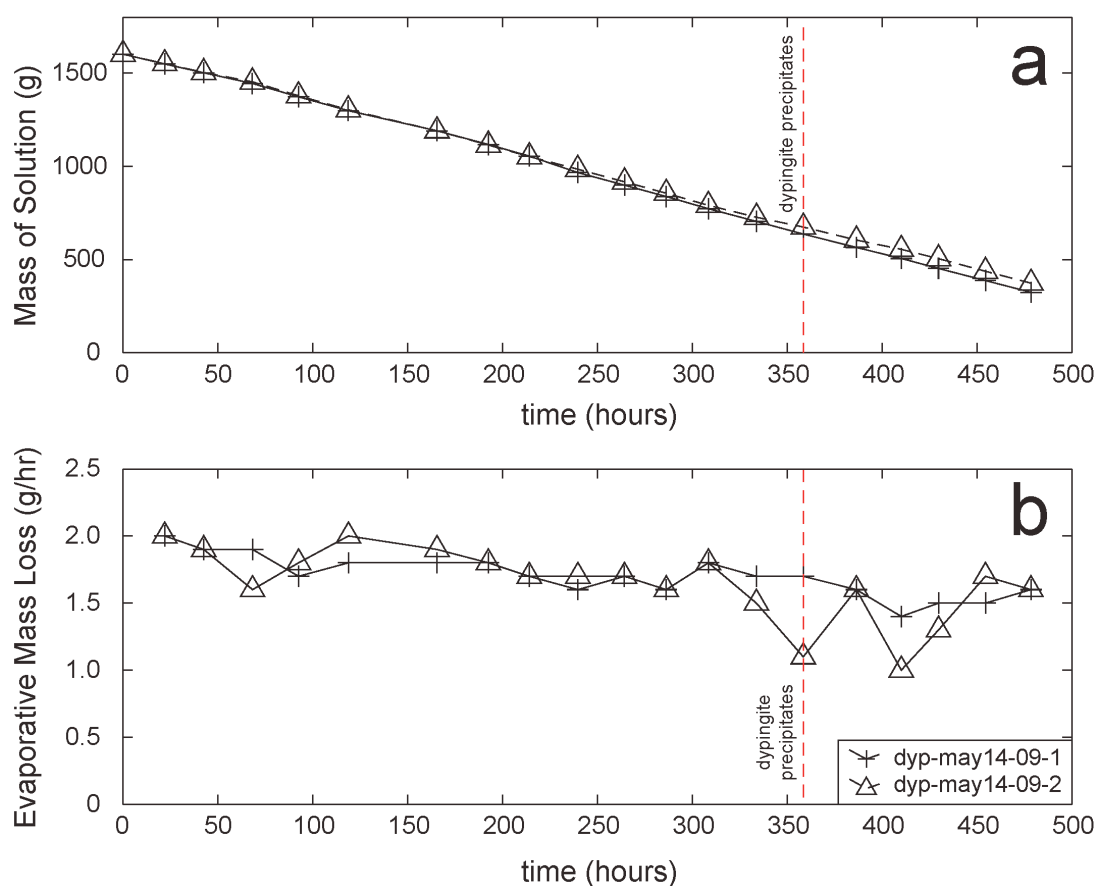 a
Mass of Solution (g)
1500
1000
500
0
dypingite precipitates
0 50 100 150 200 250 300 350 400 450 500
time (hours)
b
Evaporative Mass Loss (g/hr)
2.5
2.0
1.5
1.0
0.5
0
dypingite
precipitates
dyp-may14-09-1
dyp-may14-09-2
0 50 100 150 200 250 300 350 400 450 500
time (hours)